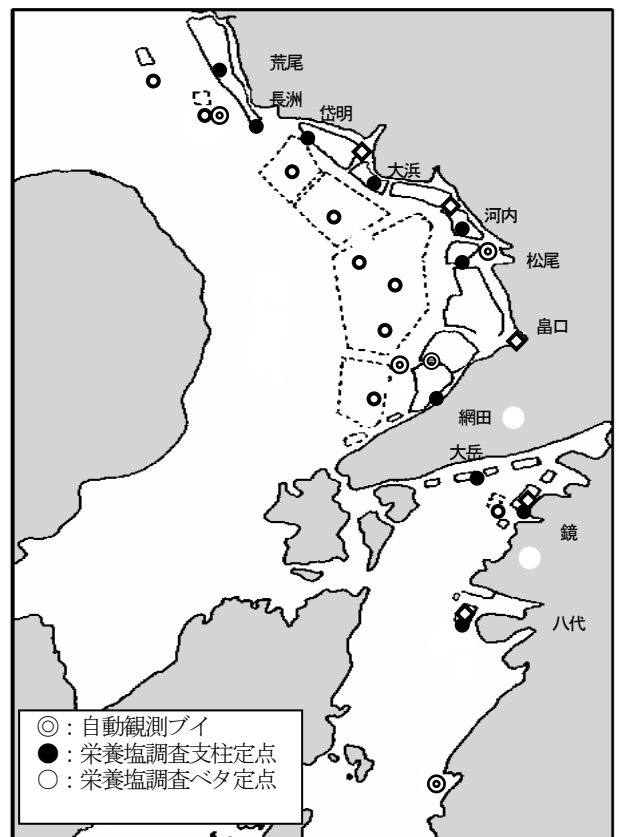 荒尾
長洲
岱明
大浜
河内
松尾
畠口
網田
大岳
鏡
八代
◎：自動観測ブイ
●：栄養塩調査支柱定点
○：栄養塩調査ベタ定点